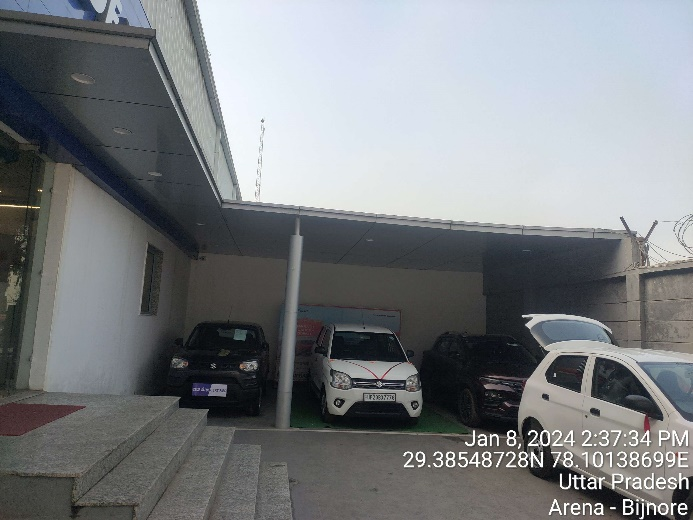 Jan 8, 2024 2:37:34 PM
29.38548728N 78.10138699E
Uttar Pradesh
Arena - Bijnore